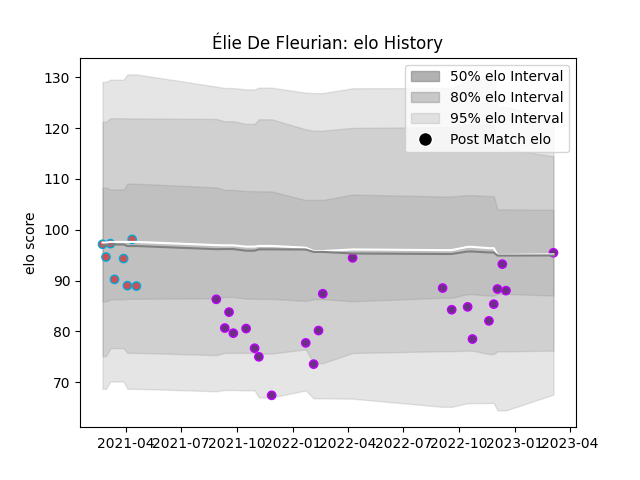 Élie De Fleurian: elo History
50% elo Interval
80% elo Interval
95% elo Interval
Post Match elo
elo score
130
120
110
100
90
80
70
2021-04 2021-07 2021-10 2022-01 2022-04 2022-07 2022-10 2023-01 2023-04